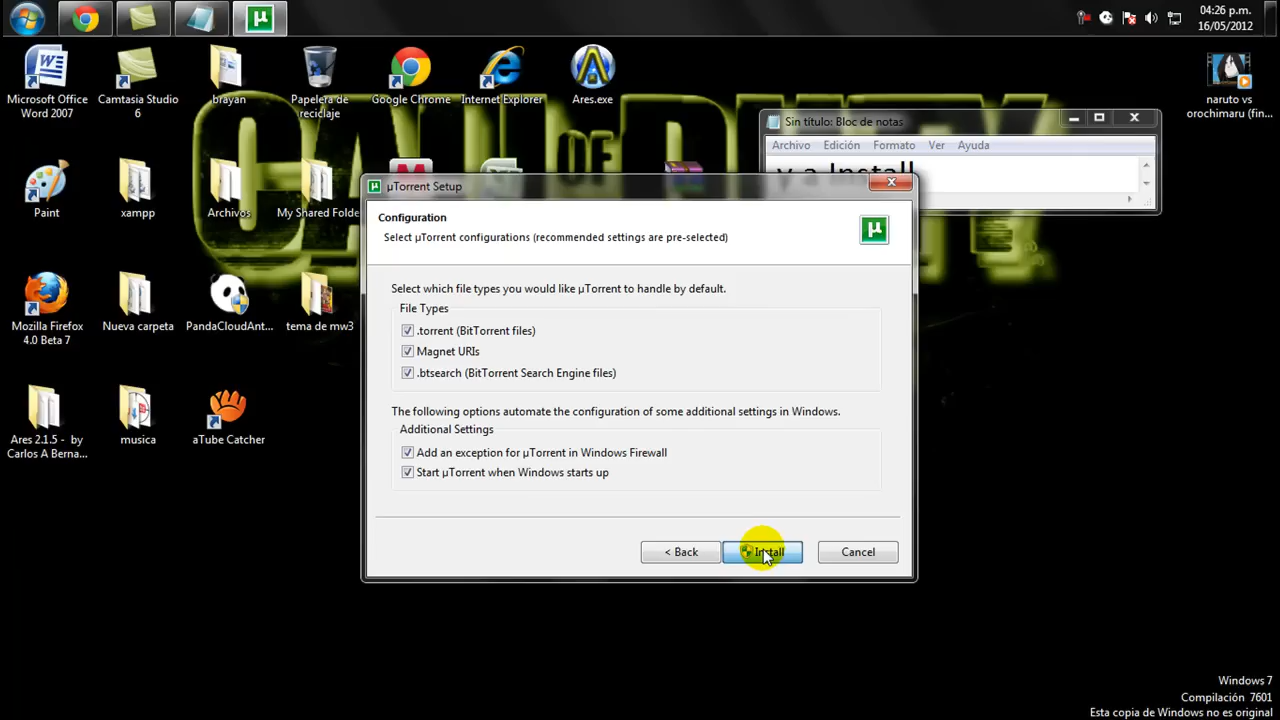 04:26 p.m.
16/05/2012
Microsoft Office
Word 2007
Camtasia Studio
6
brayan
Papelera de
reciclaje
Google Chrome
Internet Explorer
Ares.exe
naruto vs
orochimaru (fin...
CALL OF DUTY
Sin título: Bloc de notas
Archivo Edición Formato Ver Ayuda
y a Install
Paint
xampp
Archivos
My Shared Folde
µTorrent Setup
Configuration
Select µTorrent configurations (recommended settings are pre-selected)
µ
Select which file types you would like µTorrent to handle by default.
File Types
.torrent (BitTorrent files)
Magnet URIs
.btsearch (BitTorrent Search Engine files)
The following options automate the configuration of some additional settings in Windows.
Additional Settings
Add an exception for µTorrent in Windows Firewall
Start µTorrent when Windows starts up
< Back
Install
Cancel
Mozilla Firefox
4.0 Beta 7
Nueva carpeta
PandaCloudAnt...
tema de mw3
Ares 2.1.5 - by
Carlos A Berna...
musica
aTube Catcher
Windows 7
Compilación 7601
Esta copia de Windows no es original